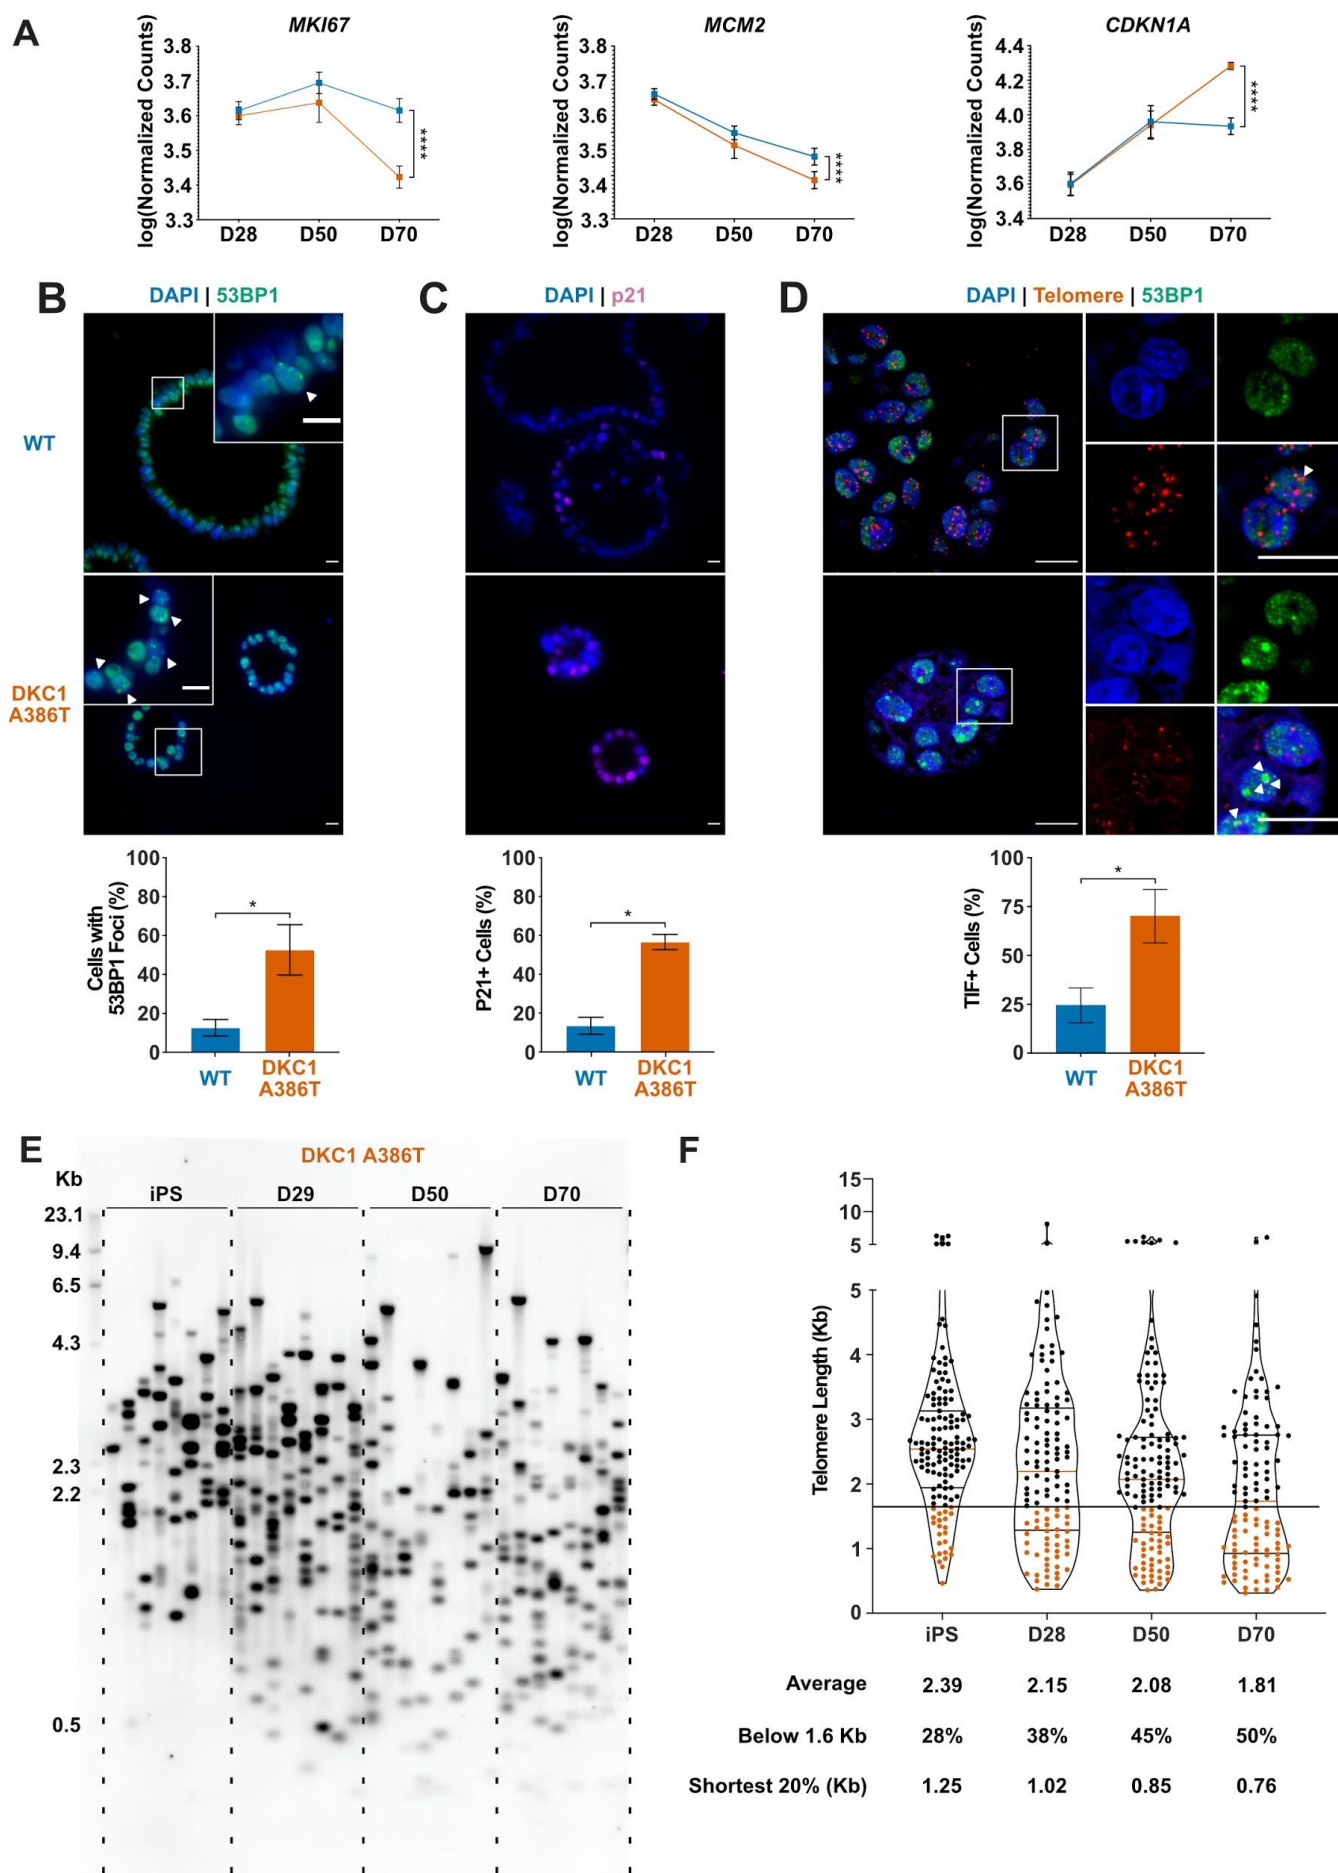 A
MKI67
MCM2
CDKN1A
log(Normalized Counts)
3.8
3.7
3.6
3.5
3.4
3.3
D28 D50 D70
****
log(Normalized Counts)
3.8
3.7
3.6
3.5
3.4
3.3
D28 D50 D70
****
log(Normalized Counts)
4.4
4.2
4.0
3.8
3.6
3.4
D28 D50 D70
****
B
DAPI | 53BP1
C
DAPI | p21
D
DAPI | Telomere | 53BP1
WT
DKC1
A386T
Cells with
53BP1 Foci (%)
100
80
60
40
20
0
*
WT
DKC1
A386T
P21+ Cells (%)
100
80
60
40
20
0
*
WT
DKC1
A386T
TIF+ Cells (%)
100
75
50
25
0
*
WT
DKC1
A386T
E
DKC1 A386T
Kb
iPS D29 D50 D70
23.1
9.4
6.5
4.3
2.3
2.2
0.5
F
Telomere Length (Kb)
15
10
5
5
4
3
2
1
0
iPS D28 D50 D70
Average 2.39 2.15 2.08 1.81
Below 1.6 Kb 28% 38% 45% 50%
Shortest 20% (Kb) 1.25 1.02 0.85 0.76